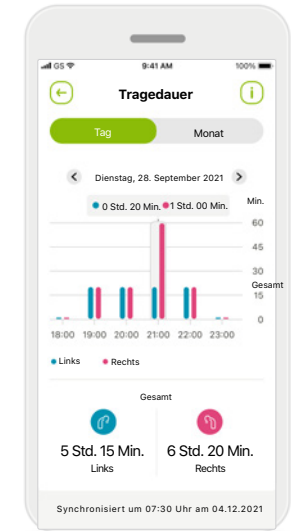 GS 9:41 AM 100%
Tragedauer
Tag Monat
Dienstag, 28. September 2021
0 Std. 20 Min. 1 Std. 00 Min. Min.
60
45
30
Gesamt
15
0
18:00 19:00 20:00 21:00 22:00 23:00
Links Rechts
Gesamt
5 Std. 15 Min. 6 Std. 20 Min.
Links Rechts
Synchronisiert um 07:30 Uhr am 04.12.2021